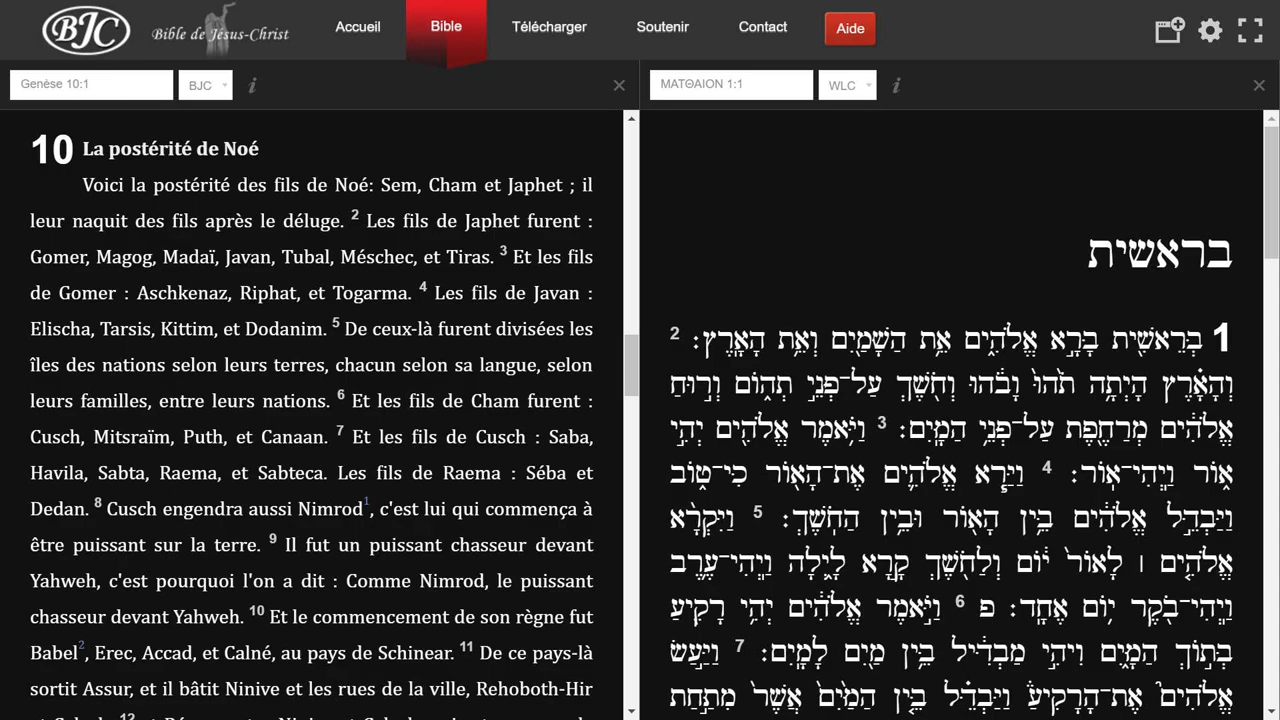 BJC Bible de Jésus-Christ Accueil Bible Télécharger Soutenir Contact Aide
Genèse 10:1 BJC i
10 La postérité de Noé
Voici la postérité des fils de Noé: Sem, Cham et Japhet ; il
leur naquit des fils après le déluge. 2 Les fils de Japhet furent :
Gomer, Magog, Madaï, Javan, Tubal, Méschec, et Tiras. 3 Et les fils
de Gomer : Aschkenaz, Riphat, et Togarma. 4 Les fils de Javan :
Elischa, Tarsis, Kittim, et Dodanim. 5 De ceux-là furent divisées les
îles des nations selon leurs terres, chacun selon sa langue, selon
leurs familles, entre leurs nations. 6 Et les fils de Cham furent :
Cusch, Mitsraïm, Puth, et Canaan. 7 Et les fils de Cusch : Saba,
Havila, Sabta, Raema, et Sabteca. Les fils de Raema : Séba et
Dedan. 8 Cusch engendra aussi Nimrod1, c'est lui qui commença à
être puissant sur la terre. 9 Il fut un puissant chasseur devant
Yahweh, c'est pourquoi l'on a dit : Comme Nimrod, le puissant
chasseur devant Yahweh. 10 Et le commencement de son règne fut
Babel2, Erec, Accad, et Calné, au pays de Schinear. 11 De ce pays-là
sortit Assur, et il bâtit Ninive et les rues de la ville, Rehoboth-Hir
ΜΑΤΘΑΙΟΝ 1:1 WLC i
בראשית
1 בְּרֵאשִׁ֖ית בָּרָ֣א אֱלֹהִ֑ים אֵ֥ת הַשָּׁמַ֖יִם וְאֵ֥ת הָאָֽרֶץ׃ 2
וְהָאָ֗רֶץ הָיְתָ֥ה תֹ֙הוּ֙ וָבֹ֔הוּ וְחֹ֖שֶׁךְ עַל־פְּנֵ֣י תְה֑וֹם וְר֣וּחַ
אֱלֹהִ֔ים מְרַחֶ֖פֶת עַל־פְּנֵ֥י הַמָּֽיִם׃ 3 וַיֹּ֥אמֶר אֱלֹהִ֖ים יְהִ֣י
א֑וֹר וַֽיְהִי־אֽוֹר׃ 4 וַיַּ֧רְא אֱלֹהִ֛ים אֶת־הָא֖וֹר כִּי־ט֑וֹב
וַיַּבְדֵּ֣ל אֱלֹהִ֔ים בֵּ֥ין הָא֖וֹר וּבֵ֥ין הַחֹֽשֶׁךְ׃ 5 וַיִּקְרָ֨א
אֱלֹהִ֤ים ׀ לָאוֹר֙ י֔וֹם וְלַחֹ֖שֶׁךְ קָ֣רָא לָ֑יְלָה וַֽיְהִי־עֶ֥רֶב
וַֽיְהִי־בֹ֖קֶר י֥וֹם אֶחָֽד׃ פ 6 וַיֹּ֣אמֶר אֱלֹהִ֔ים יְהִ֥י רָקִ֖יעַ
בְּת֣וֹךְ הַמָּ֑יִם וִיהִ֣י מַבְדִּ֔יל בֵּ֥ין מַ֖יִם לָמָֽיִם׃ 7 וַיַּ֣עַשׂ
אֱלֹהִים֮ אֶת־הָרָקִיעַ֒ וַיַּבְדֵּ֗ל בֵּ֤ין הַמַּ֙יִם֙ אֲשֶׁר֙ מִתַּ֣חַת